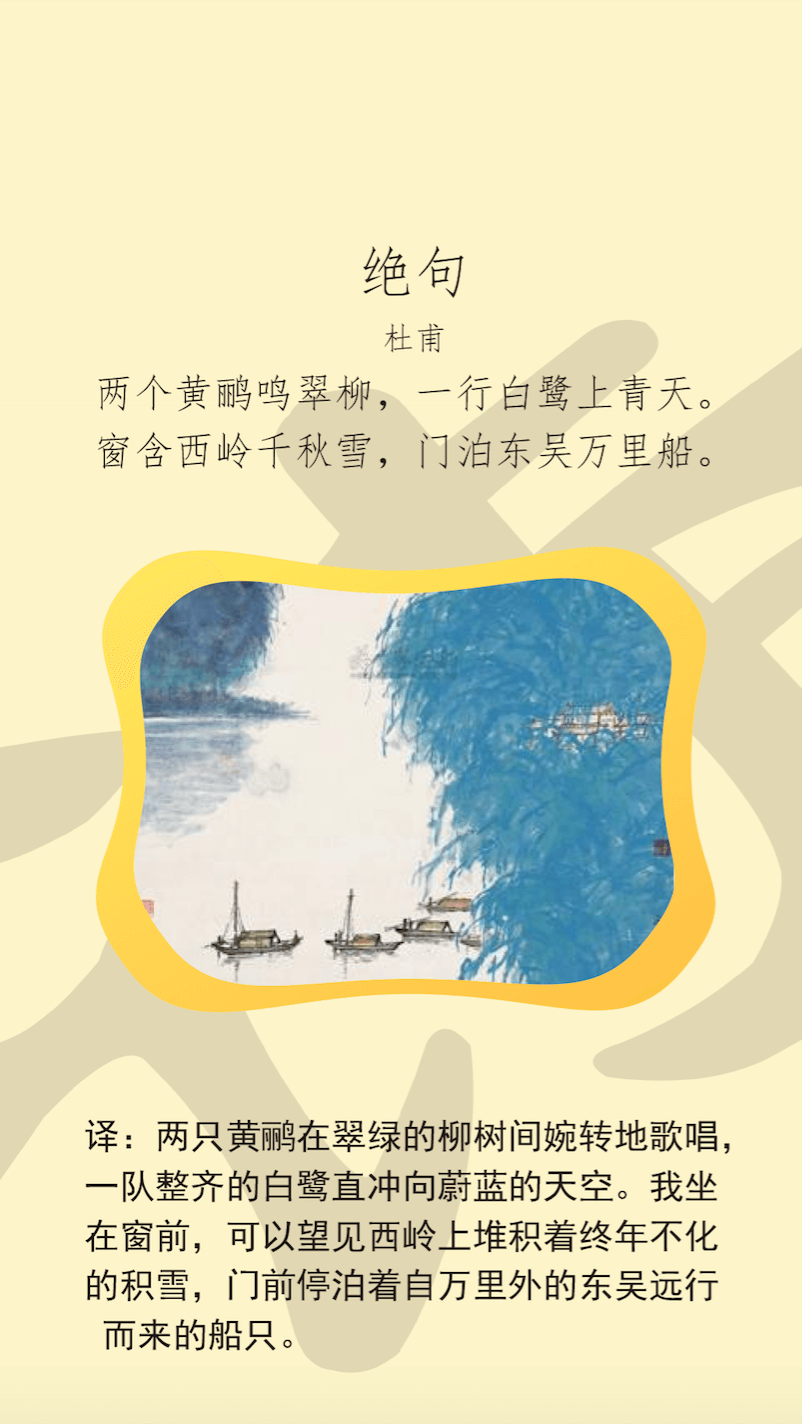 绝句
杜甫
两个黄鹂鸣翠柳，一行白鹭上青天。
窗含西岭千秋雪，门泊东吴万里船。
译：两只黄鹂在翠绿的柳树间婉转地歌唱，
一队整齐的白鹭直冲向蔚蓝的天空。我坐
在窗前，可以望见西岭上堆积着终年不化
的积雪，门前停泊着自万里外的东吴远行
而来的船只。